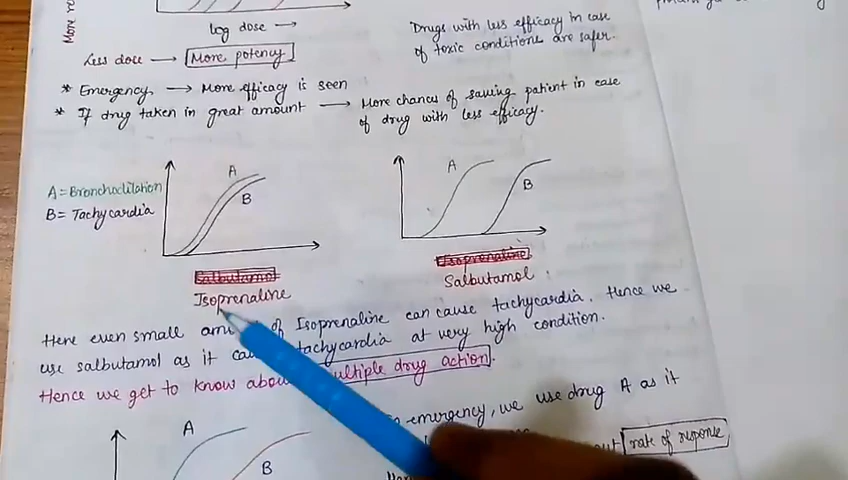 More
log dose
Less dose → More potency
Drugs with less efficacy in case
of toxic conditions are safer.
* Emergency → More efficacy is seen
* If drug taken in great amount → More chances of saving patient in case
of drug with less efficacy.
A = Bronchodilation
B = Tachycardia
A
B
A
B
Salbutamol
Isoprenaline
Isoprenaline
Salbutamol
Here even small of Isoprenaline can cause tachycardia. Hence we
use salbutamol as it tachycardia at very high condition.
Hence we get to know multiple drug action.
A
B
emergency, we use drug A as it
rate of response